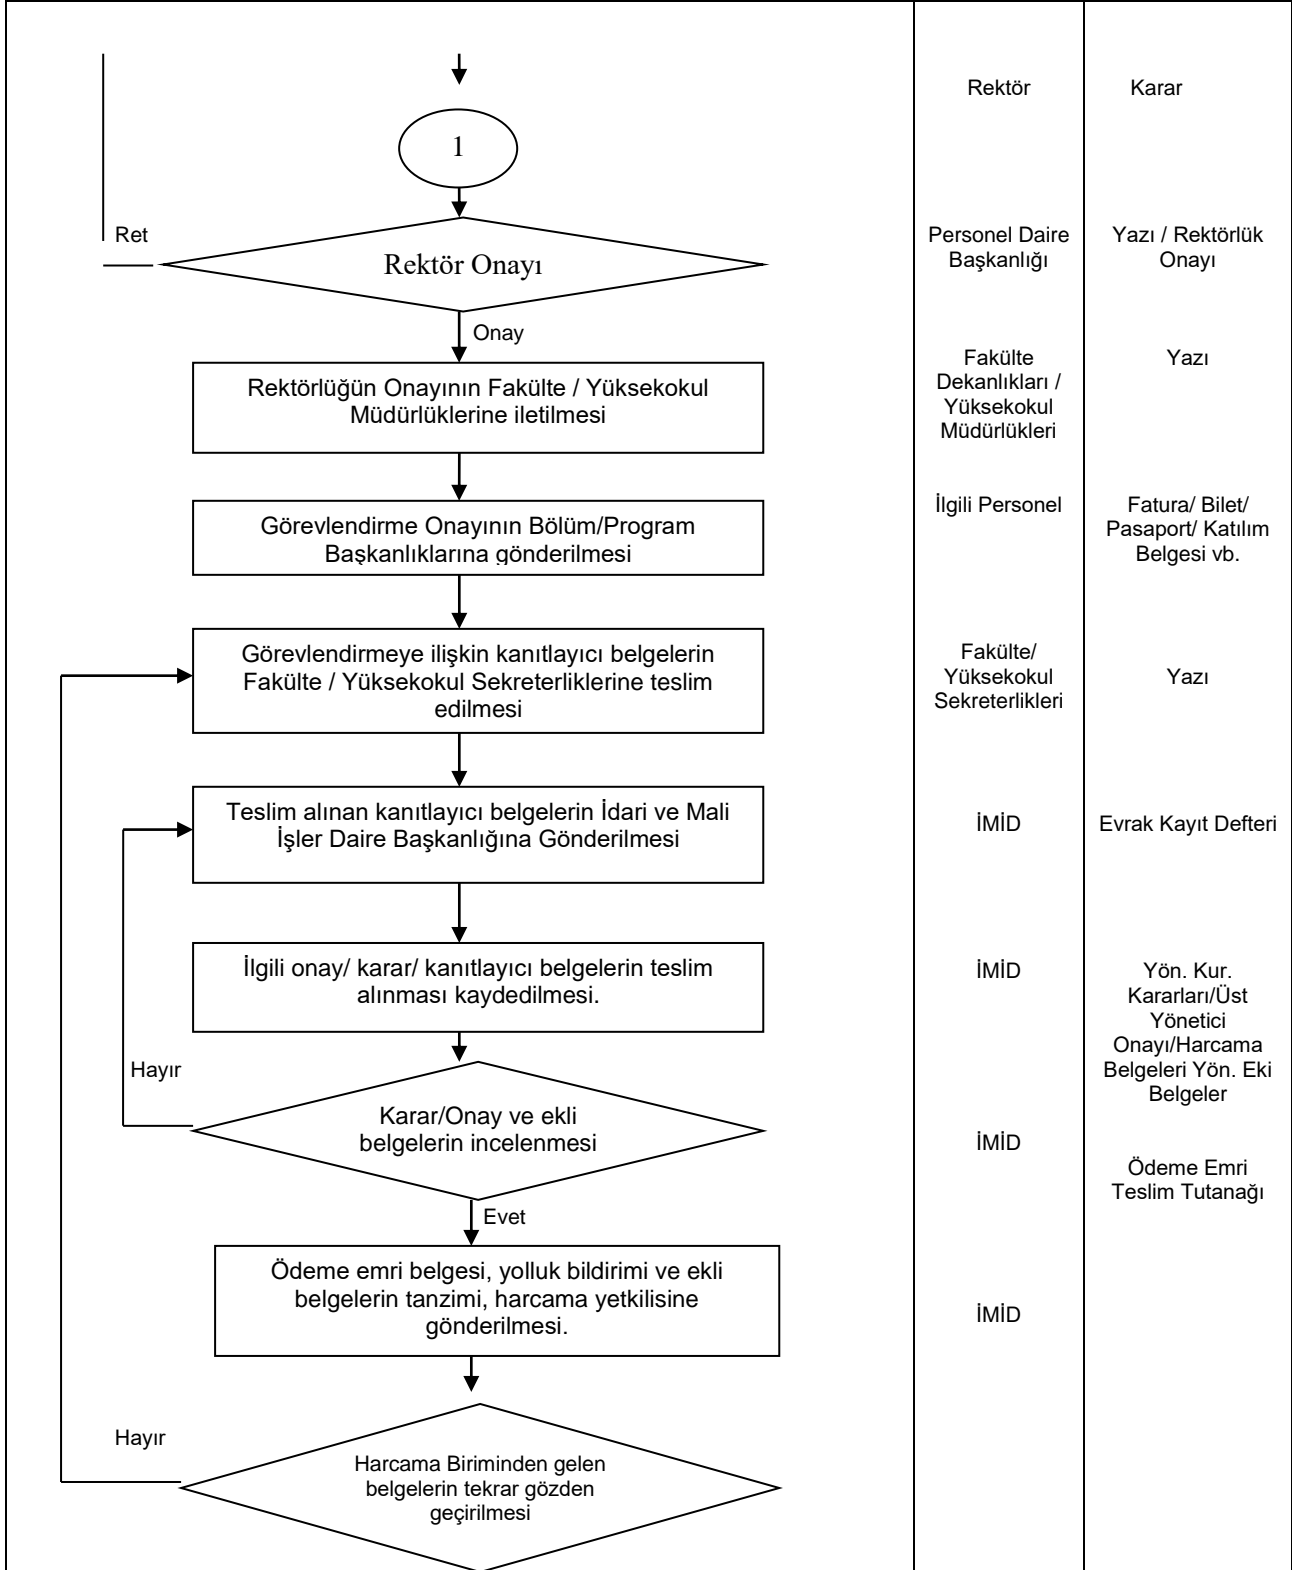 Rektör
Karar
1
Ret
Rektör Onayı
Personel Daire
Başkanlığı
Yazı / Rektörlük
Onayı
Onay
Rektörlüğün Onayının Fakülte / Yüksekokul
Müdürlüklerine iletilmesi
Fakülte
Dekanlıkları /
Yüksekokul
Müdürlükleri
Yazı
Görevlendirme Onayının Bölüm/Program
Başkanlıklarına gönderilmesi
İlgili Personel
Fatura/ Bilet/
Pasaport/ Katılım
Belgesi vb.
Görevlendirmeye ilişkin kanıtlayıcı belgelerin
Fakülte / Yüksekokul Sekreterliklerine teslim
edilmesi
Fakülte/
Yüksekokul
Sekreterlikleri
Yazı
Teslim alınan kanıtlayıcı belgelerin İdari ve Mali
İşler Daire Başkanlığına Gönderilmesi
İMİD
Evrak Kayıt Defteri
İlgili onay/ karar/ kanıtlayıcı belgelerin teslim
alınması kaydedilmesi.
İMİD
Yön. Kur.
Kararları/Üst
Yönetici
Onayı/Harcama
Belgeleri Yön. Eki
Belgeler
Hayır
Karar/Onay ve ekli
belgelerin incelenmesi
İMİD
Ödeme Emri
Teslim Tutanağı
Evet
Ödeme emri belgesi, yolluk bildirimi ve ekli
belgelerin tanzimi, harcama yetkilisine
gönderilmesi.
İMİD
Hayır
Harcama Biriminden gelen
belgelerin tekrar gözden
geçirilmesi